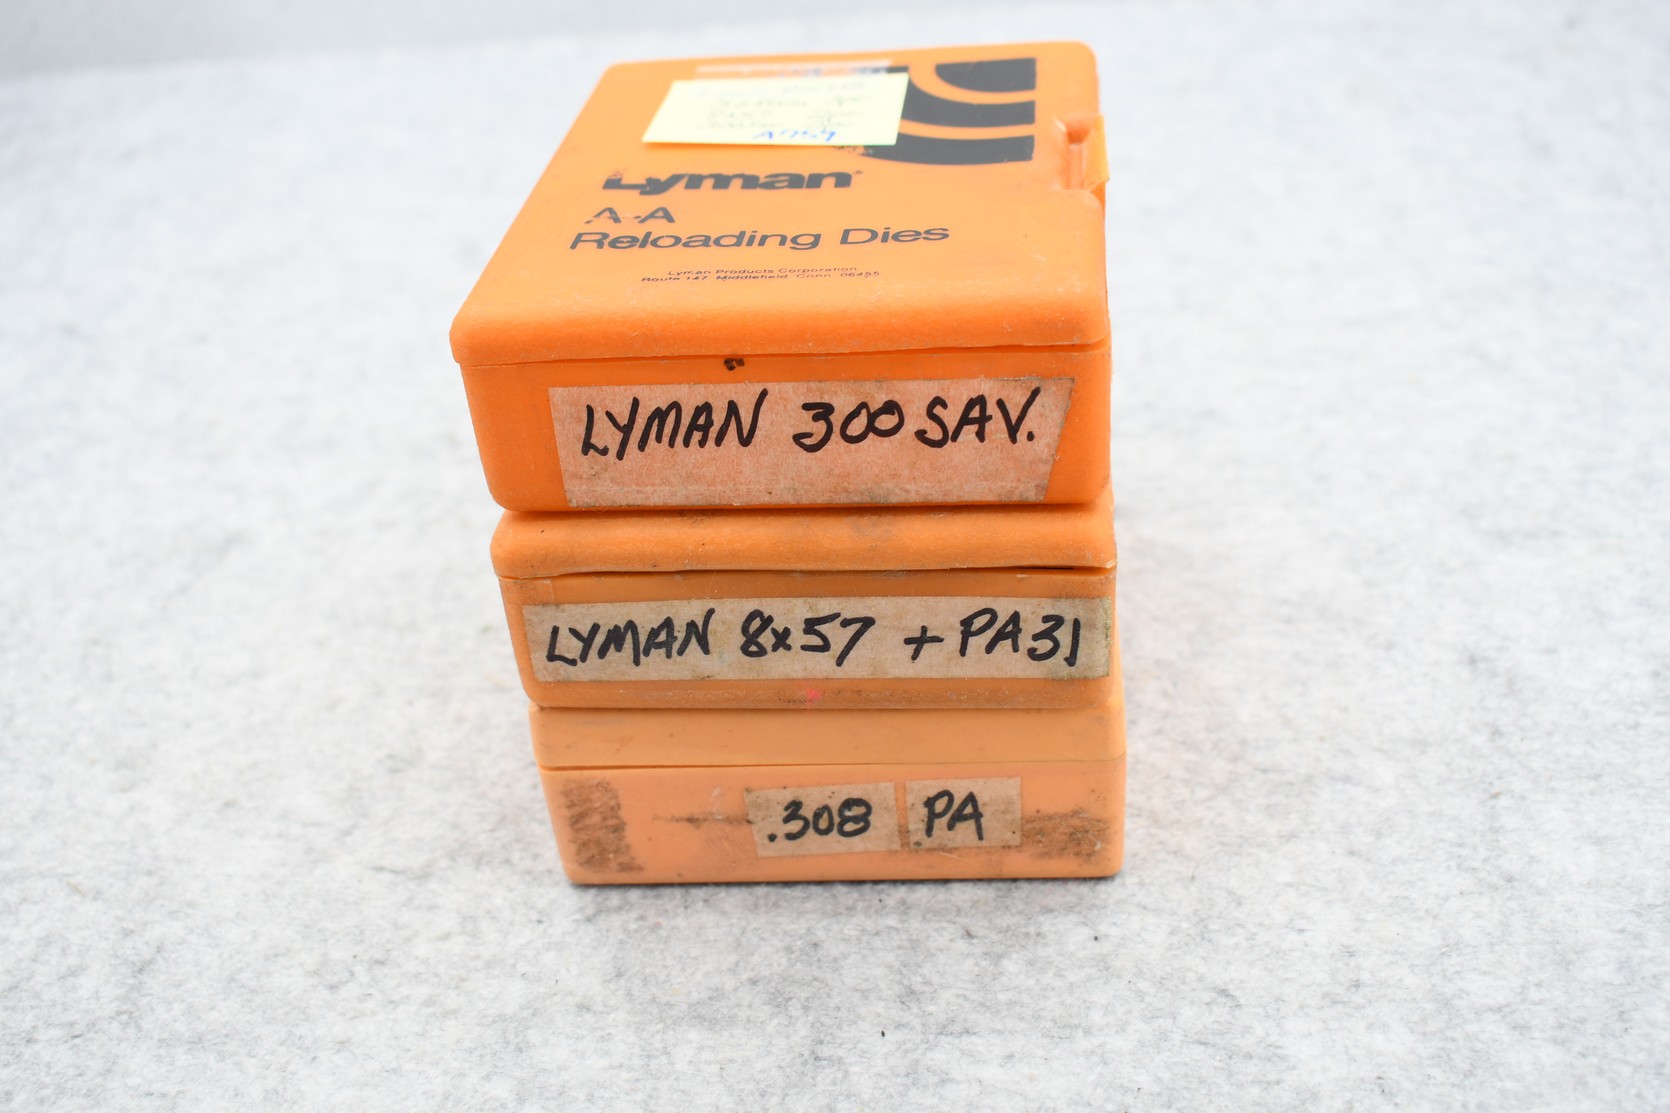 A754
Lyman
A-A
Reloading Dies
Lyman Products Corporation
Route 147 Middlefield Conn 06455
LYMAN 300 SAV.
LYMAN 8x57 + PA31
.308 PA